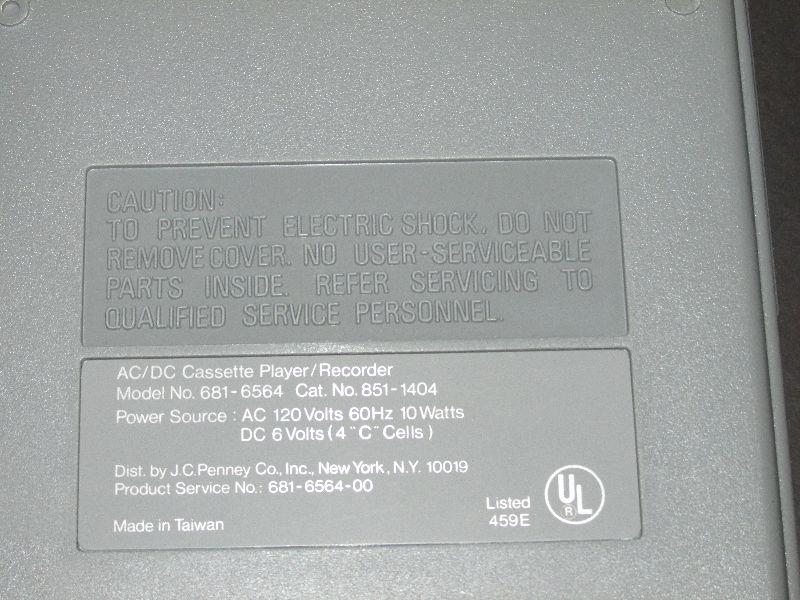 CAUTION:
TO PREVENT ELECTRIC SHOCK, DO NOT
REMOVE COVER. NO USER-SERVICEABLE
PARTS INSIDE. REFER SERVICING TO
QUALIFIED SERVICE PERSONNEL.
AC/DC Cassette Player/Recorder
Model No. 681-6564 Cat. No. 851-1404
Power Source : AC 120 Volts 60Hz 10 Watts
DC 6 Volts (4 "C" Cells)
Dist. by J.C. Penney Co., Inc., New York, N.Y. 10019
Product Service No.: 681-6564-00
Made in Taiwan
Listed
459E
UL
R